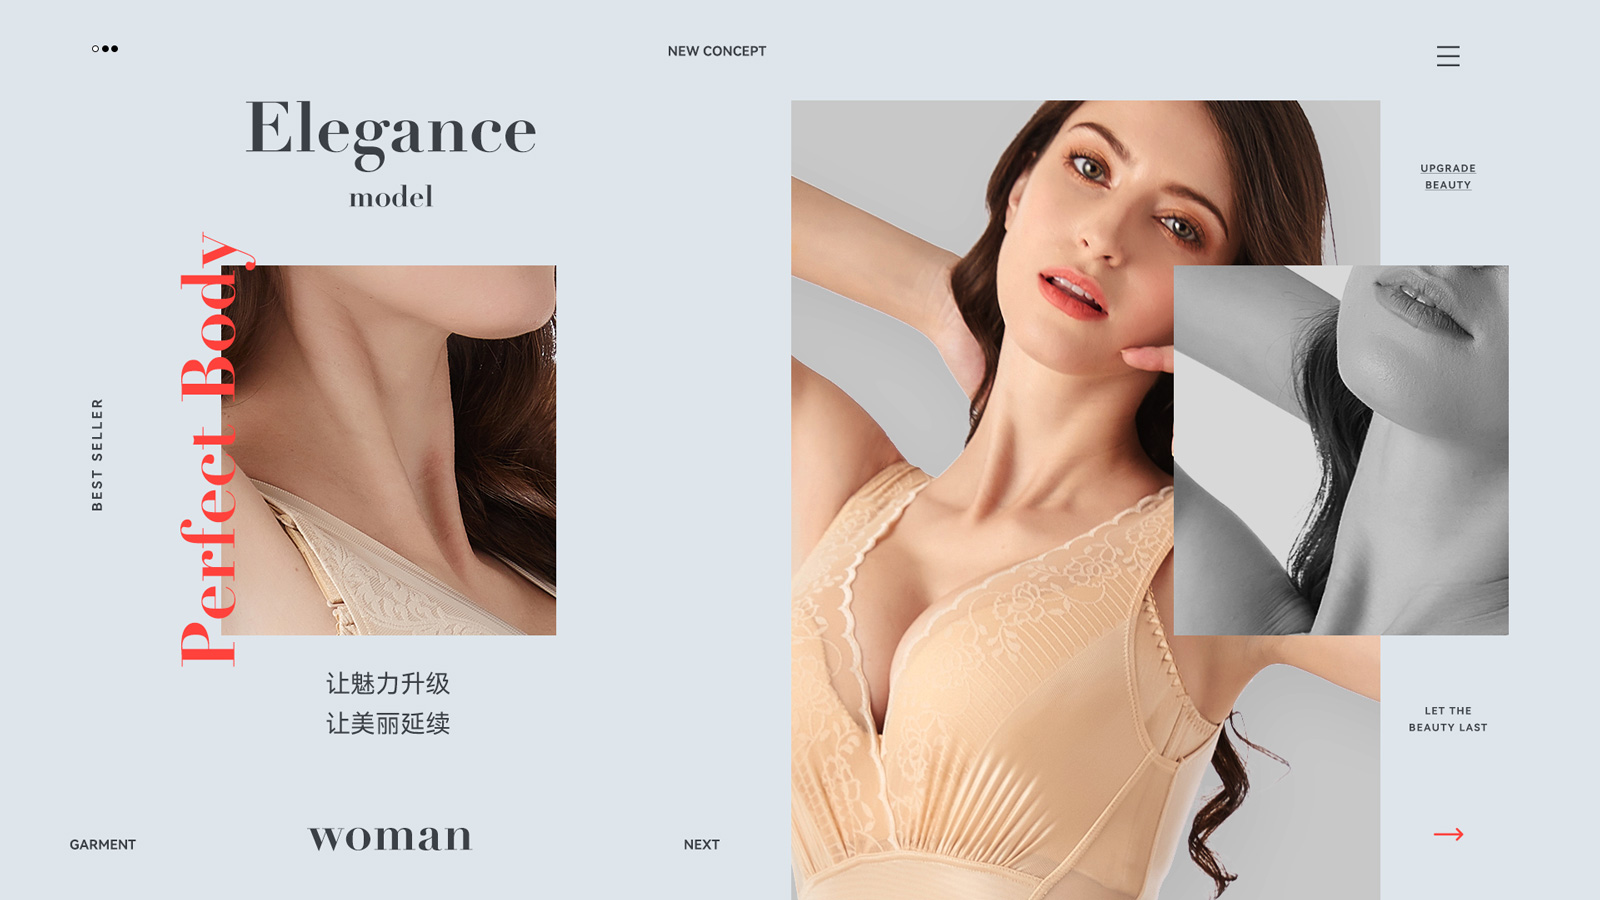 NEW CONCEPT
Elegance
model
UPGRADE
BEAUTY
Perfect Body
BEST SELLER
让魅力升级
让美丽延续
LET THE
BEAUTY LAST
GARMENT
woman
NEXT